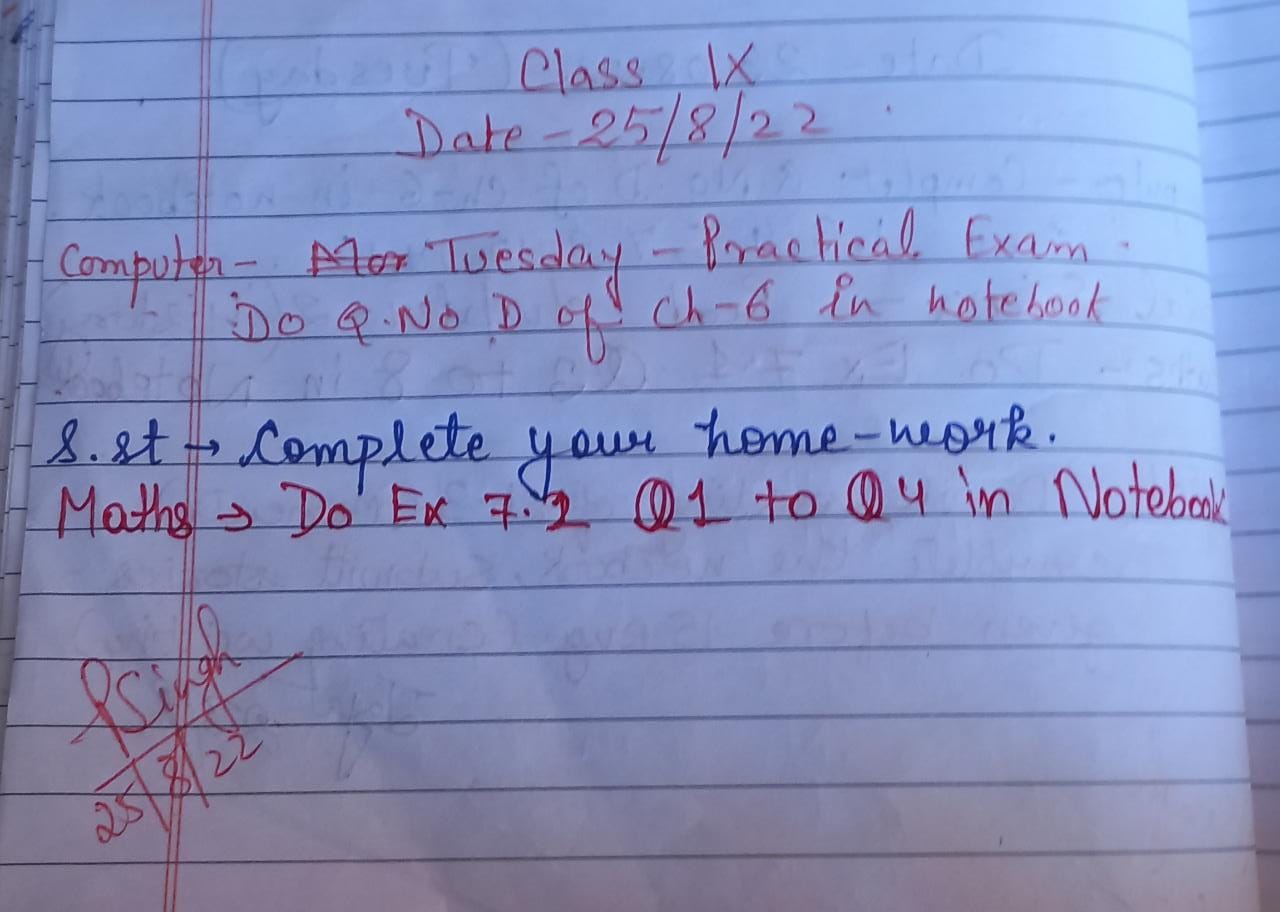 Class IX
Date - 25/8/22
Computer - Tuesday - Practical Exam.
Do Q.No D of Ch-6 in notebook
S.st → Complete your home-work.
Maths → Do Ex 7.2 Q1 to Q4 in Notebook
PSingh
25/8/22